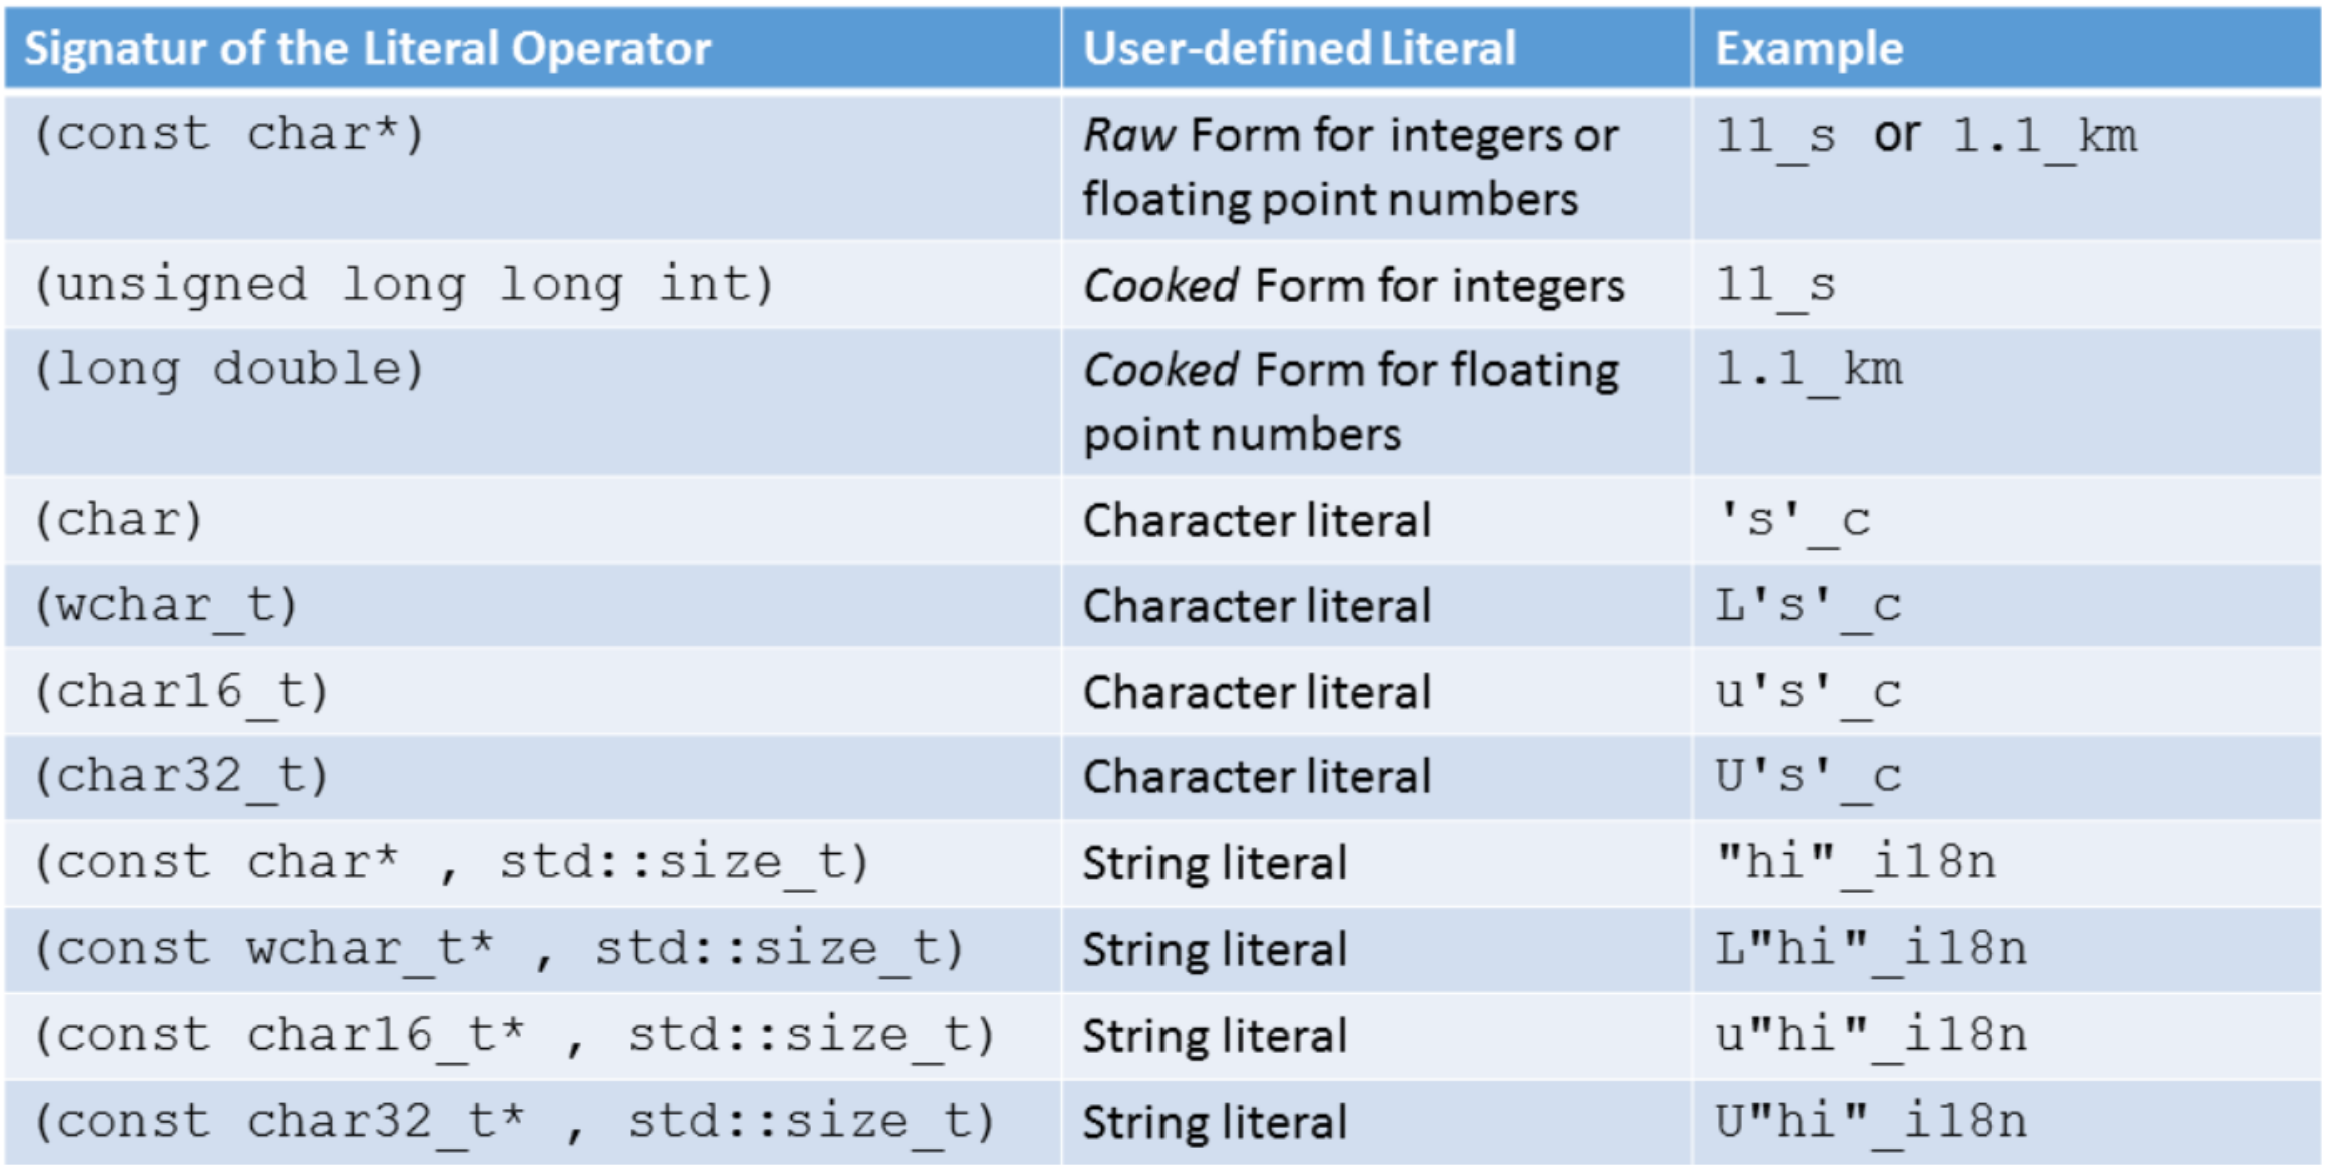 Signatur of the Literal Operator User-defined Literal Example
(const char*) Raw Form for integers or 11_s or 1.1_km
floating point numbers
(unsigned long long int) Cooked Form for integers 11_s
(long double) Cooked Form for floating 1.1_km
point numbers
(char) Character literal 's'_c
(wchar_t) Character literal L's'_c
(char16_t) Character literal u's'_c
(char32_t) Character literal U's'_c
(const char* , std::size_t) String literal "hi"_i18n
(const wchar_t* , std::size_t) String literal L"hi"_i18n
(const char16_t* , std::size_t) String literal u"hi"_i18n
(const char32_t* , std::size_t) String literal U"hi"_i18n